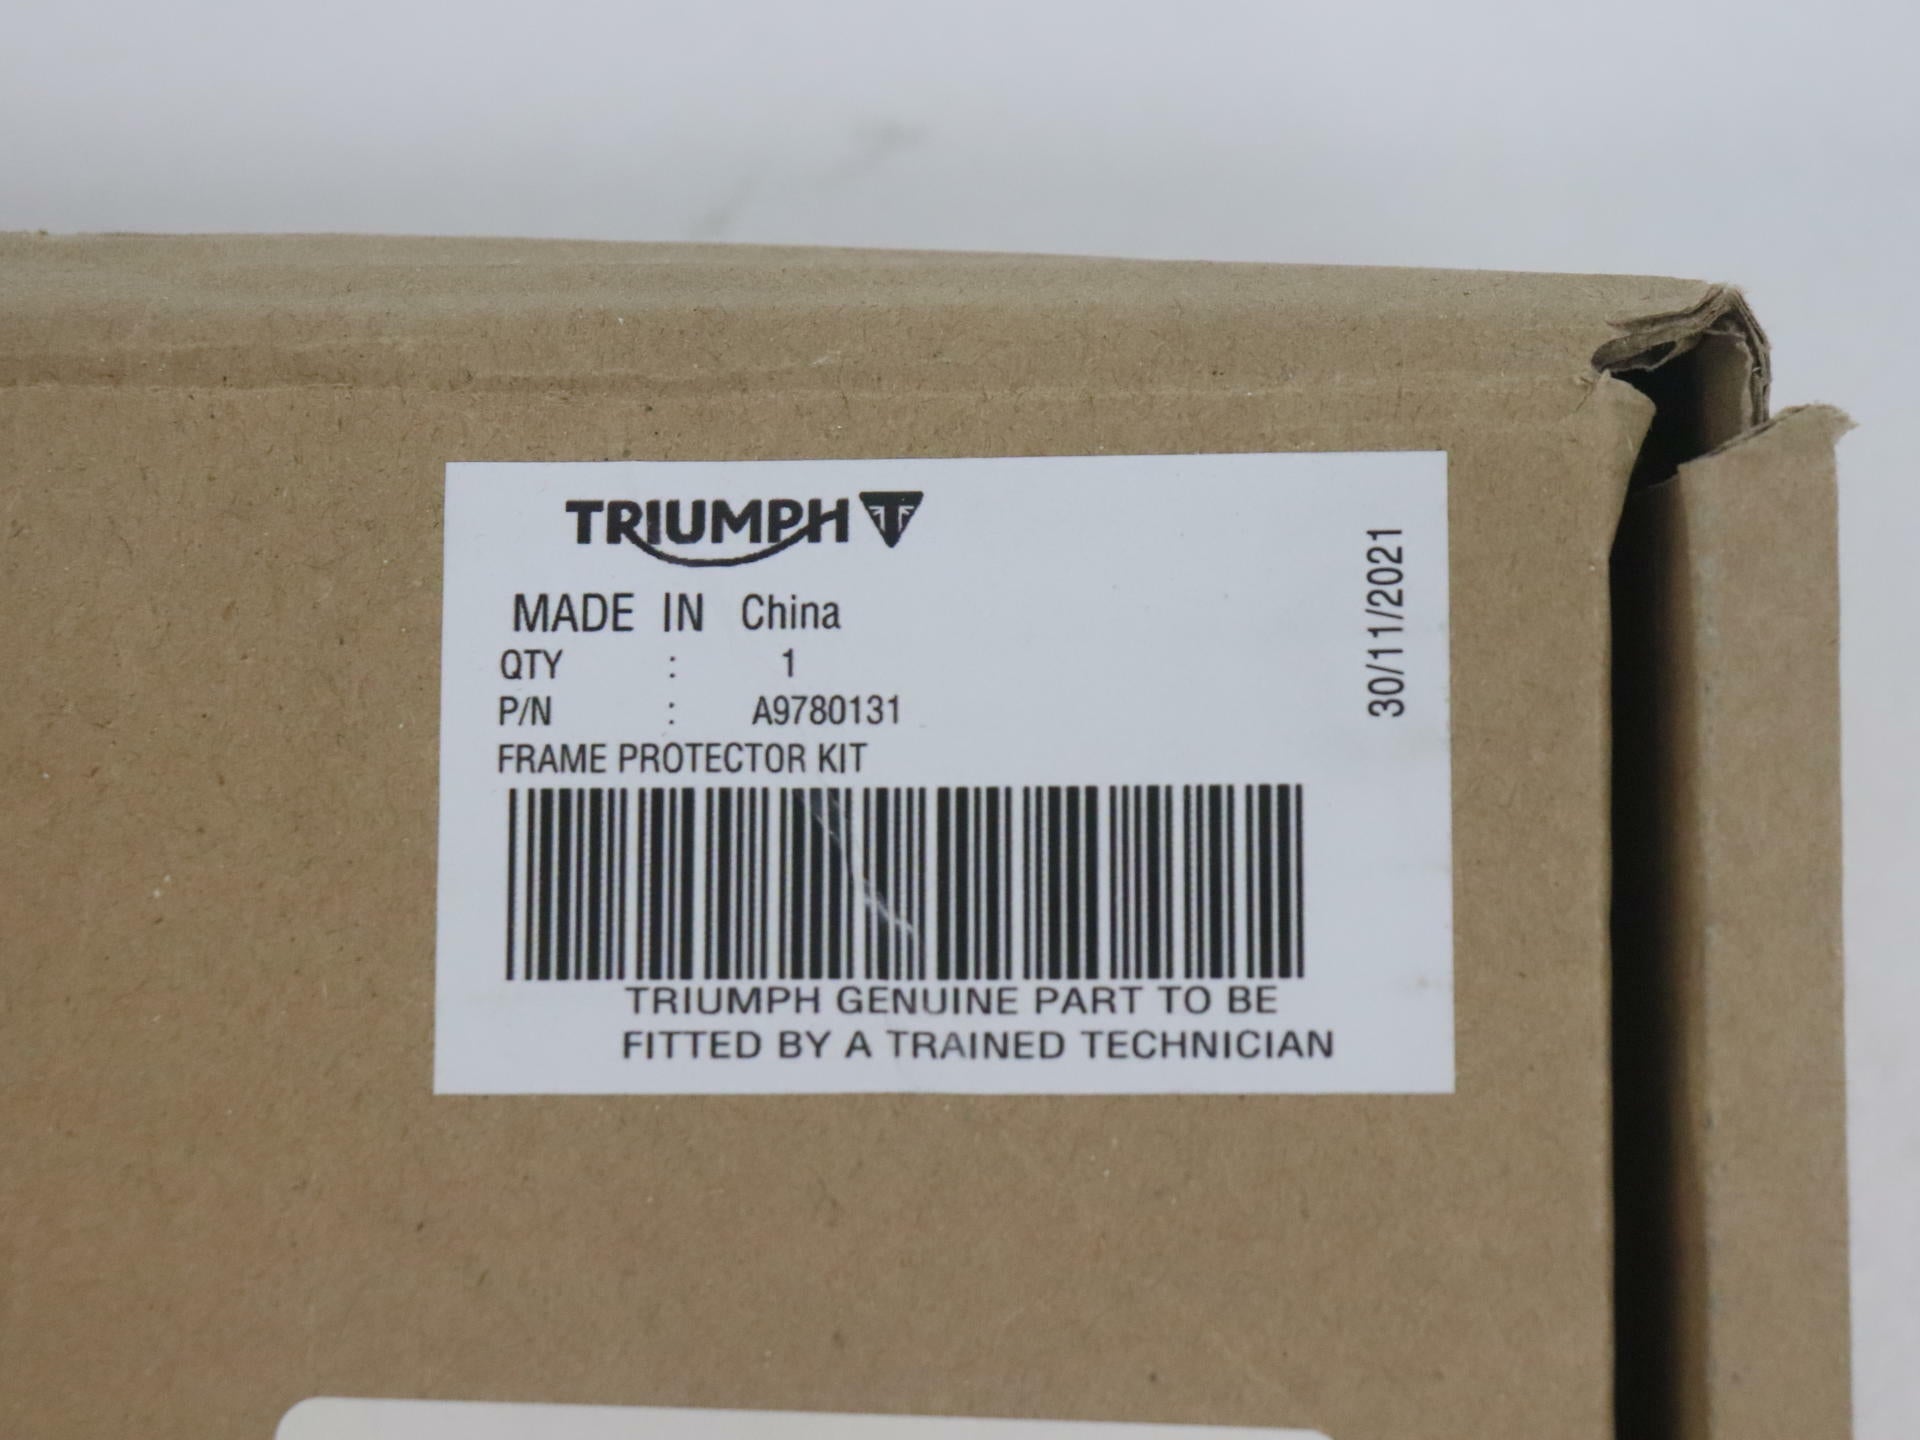 TRIUMPH
MADE IN China
QTY : 1
P/N : A9780131
FRAME PROTECTOR KIT
TRIUMPH GENUINE PART TO BE
FITTED BY A TRAINED TECHNICIAN
30/11/2021